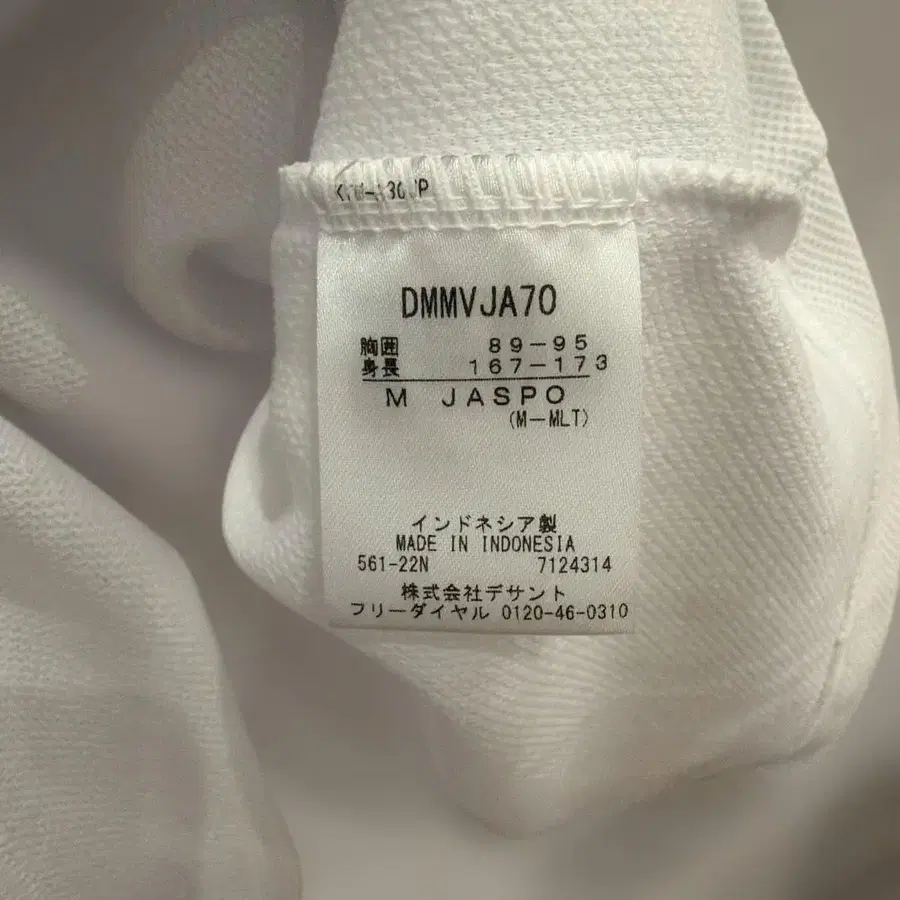 DMMVJA70
胸囲 89-95
身長 167-173
M JASPO
(M-MLT)
インドネシア製
MADE IN INDONESIA
561-22N 7124314
株式会社デサント
フリーダイヤル 0120-46-0310